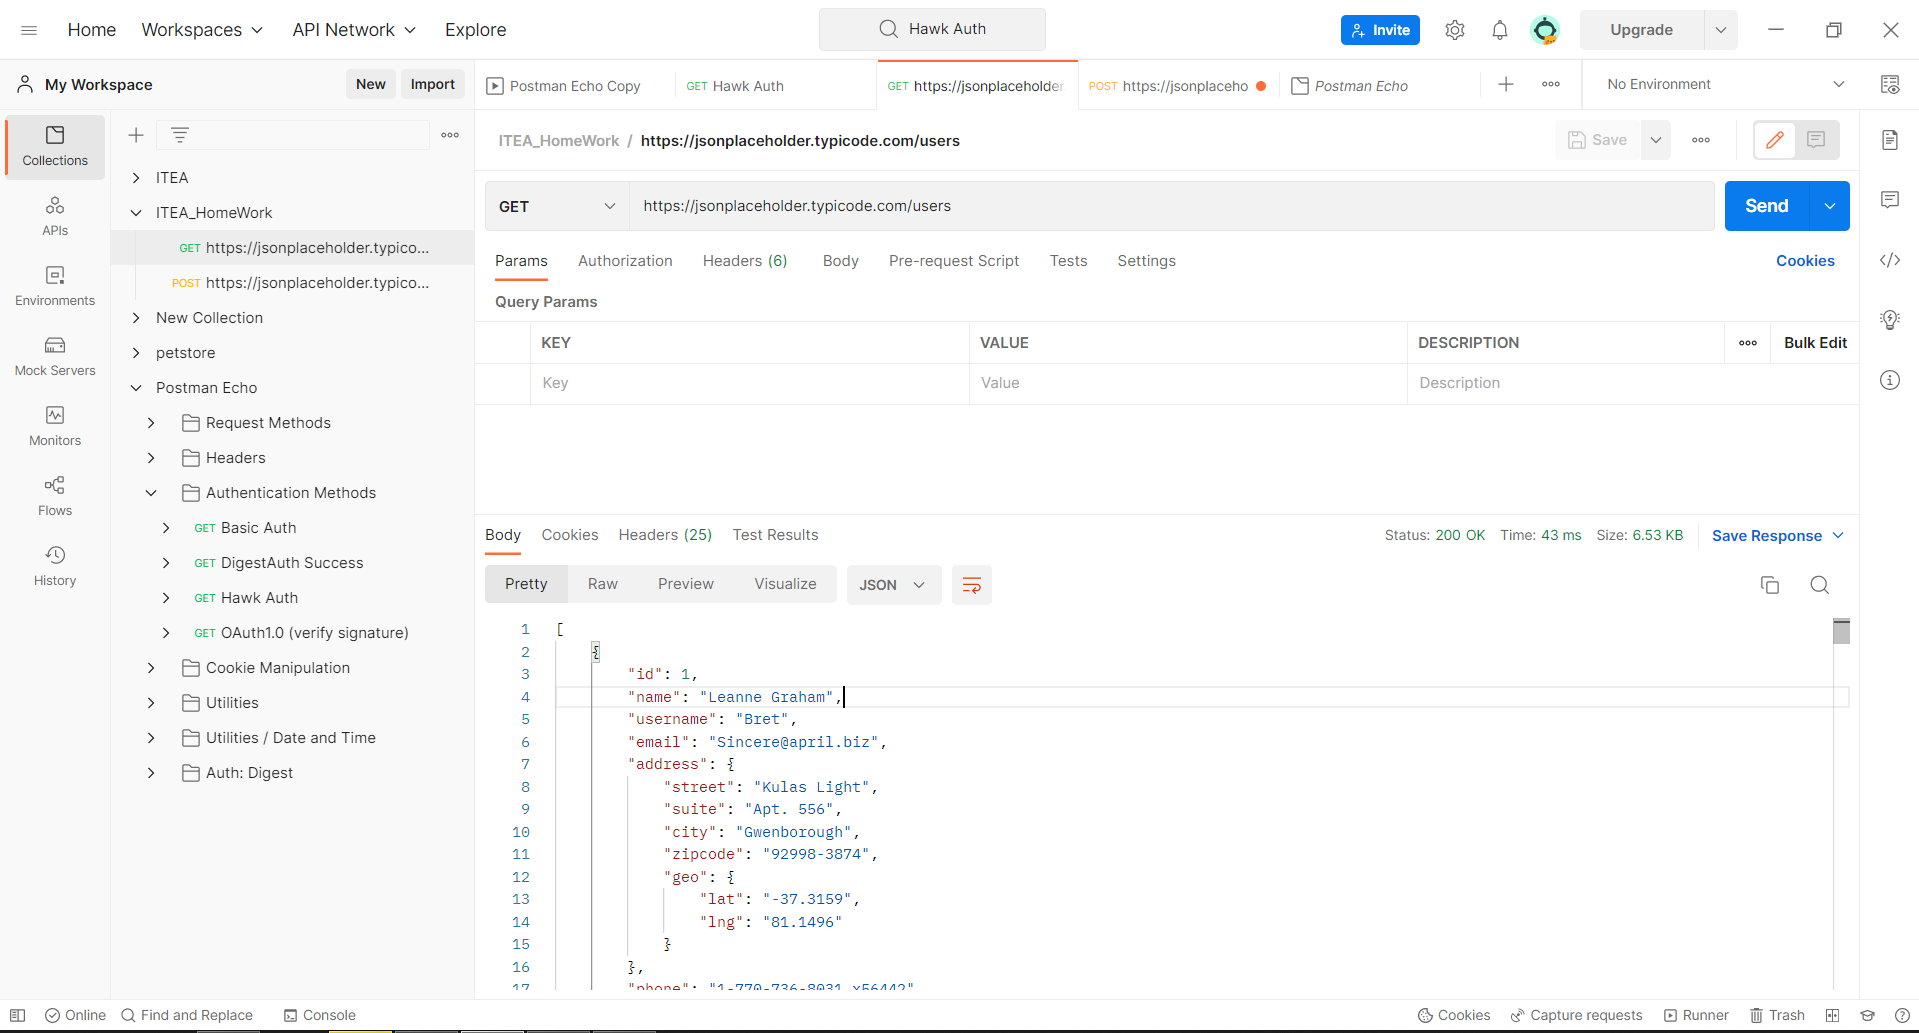 Home Workspaces API Network Explore Hawk Auth Invite Upgrade
My Workspace New Import
Postman Echo Copy GET Hawk Auth GET https://jsonplaceholder. POST https://jsonplaceho Postman Echo No Environment
Collections
APIs
Environments
Mock Servers
Monitors
Flows
History
ITEA
ITEA_HomeWork
GET https://jsonplaceholder.typico...
POST https://jsonplaceholder.typico...
New Collection
petstore
Postman Echo
Request Methods
Headers
Authentication Methods
GET Basic Auth
GET DigestAuth Success
GET Hawk Auth
GET OAuth1.0 (verify signature)
Cookie Manipulation
Utilities
Utilities / Date and Time
Auth: Digest
ITEA_HomeWork / https://jsonplaceholder.typicode.com/users Save
GET https://jsonplaceholder.typicode.com/users Send
Params Authorization Headers (6) Body Pre-request Script Tests Settings Cookies
Query Params
KEY VALUE DESCRIPTION Bulk Edit
Key Value Description
Body Cookies Headers (25) Test Results Status: 200 OK Time: 43 ms Size: 6.53 KB Save Response
Pretty Raw Preview Visualize JSON
1 [
2 {
3 "id": 1,
4 "name": "Leanne Graham",
5 "username": "Bret",
6 "email": "Sincere@april.biz",
7 "address": {
8 "street": "Kulas Light",
9 "suite": "Apt. 556",
10 "city": "Gwenborough",
11 "zipcode": "92998-3874",
12 "geo": {
13 "lat": "-37.3159",
14 "lng": "81.1496"
15 }
16 },
17 "phone": "1-770-736-8031 x56442"
Online Find and Replace Console Cookies Capture requests Runner Trash